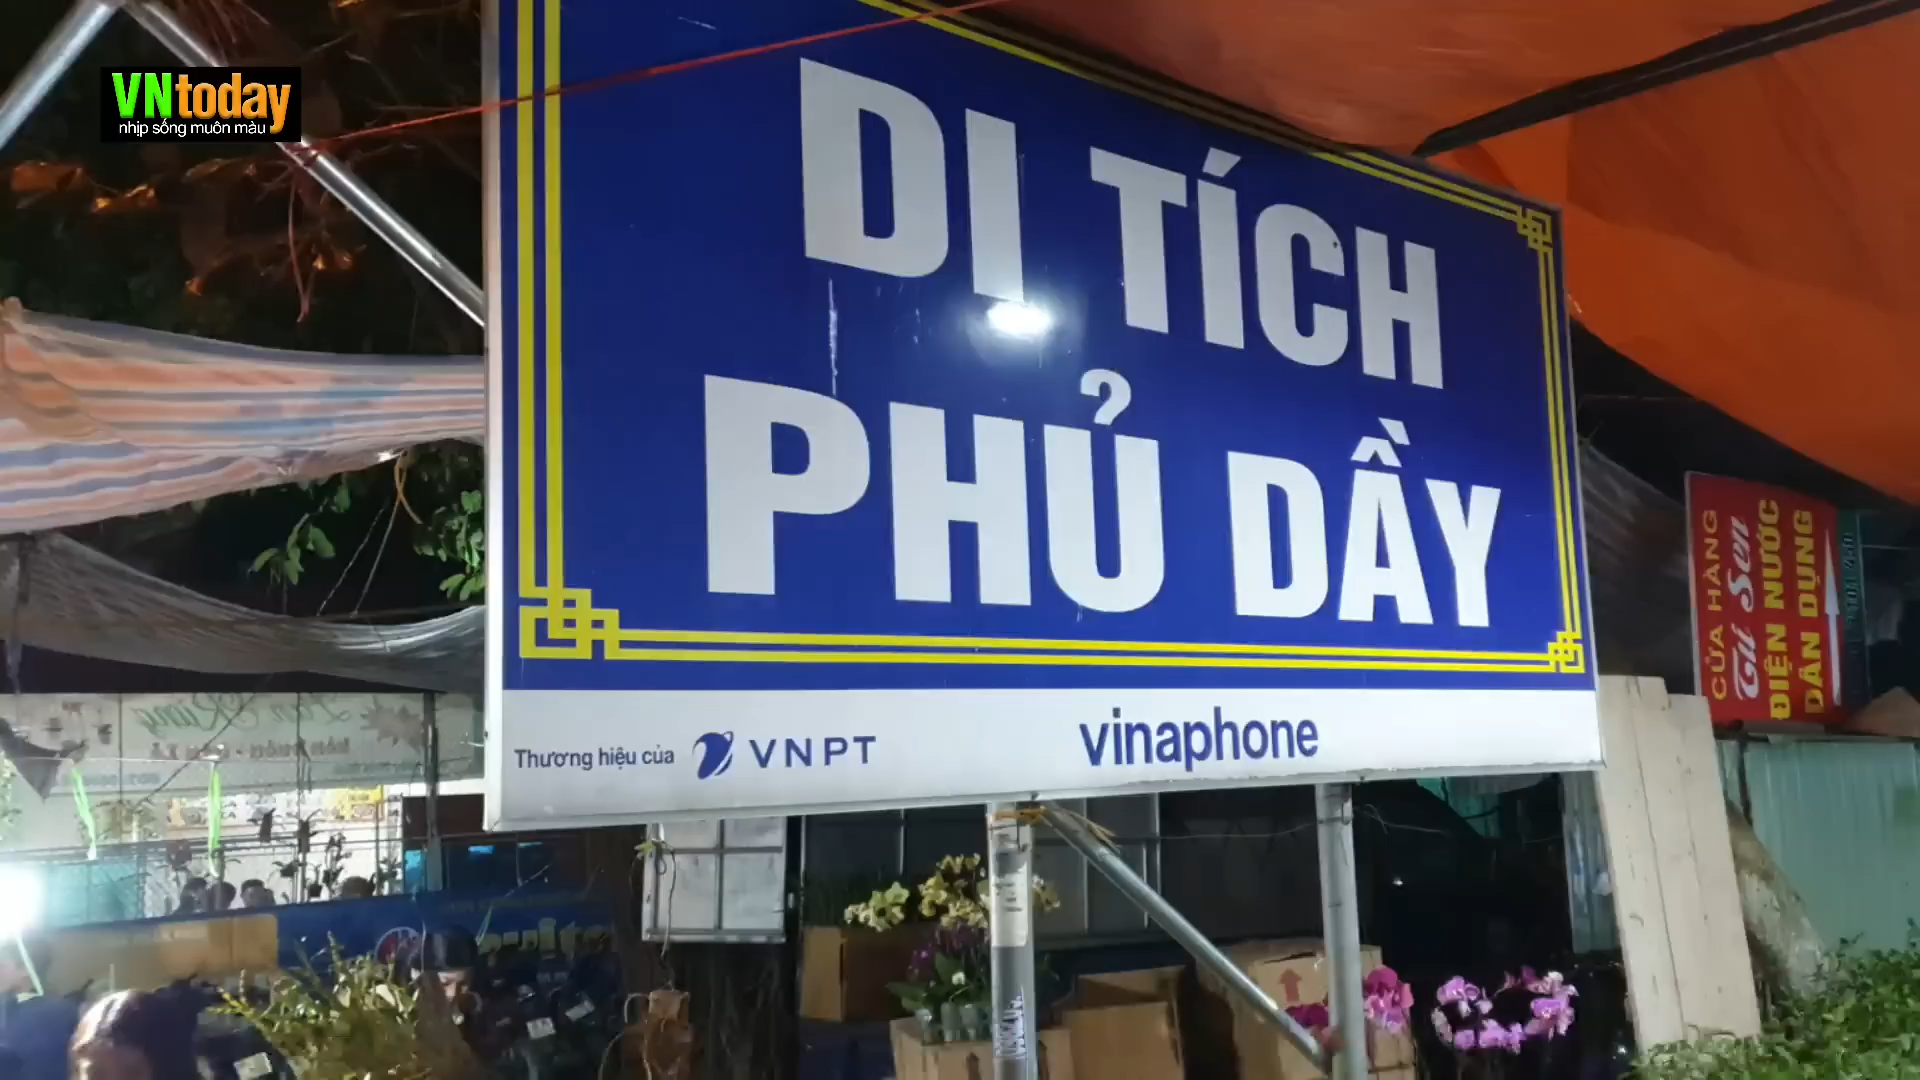 VNtoday
nhịp sống muôn màu
DI TÍCH
PHỦ DẦY
Thương hiệu của VNPT
vinaphone
CỬA HÀNG
ĐIỆN NƯỚC
DÂN DỤNG